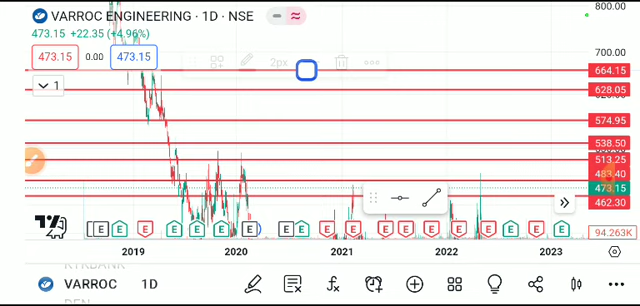 VARROC ENGINEERING · 1D · NSE
800.00
473.15 +22.35 (+4.96%)
473.15 0.00 473.15
2px
700.00
664.15
628.05
1
574.95
538.50
513.25
483.40
473.15
462.30
E E E E E E E E E E E E E E E E E
94.263K
2019 2020 2021 2022 2023
KTKBANK
VARROC 1D